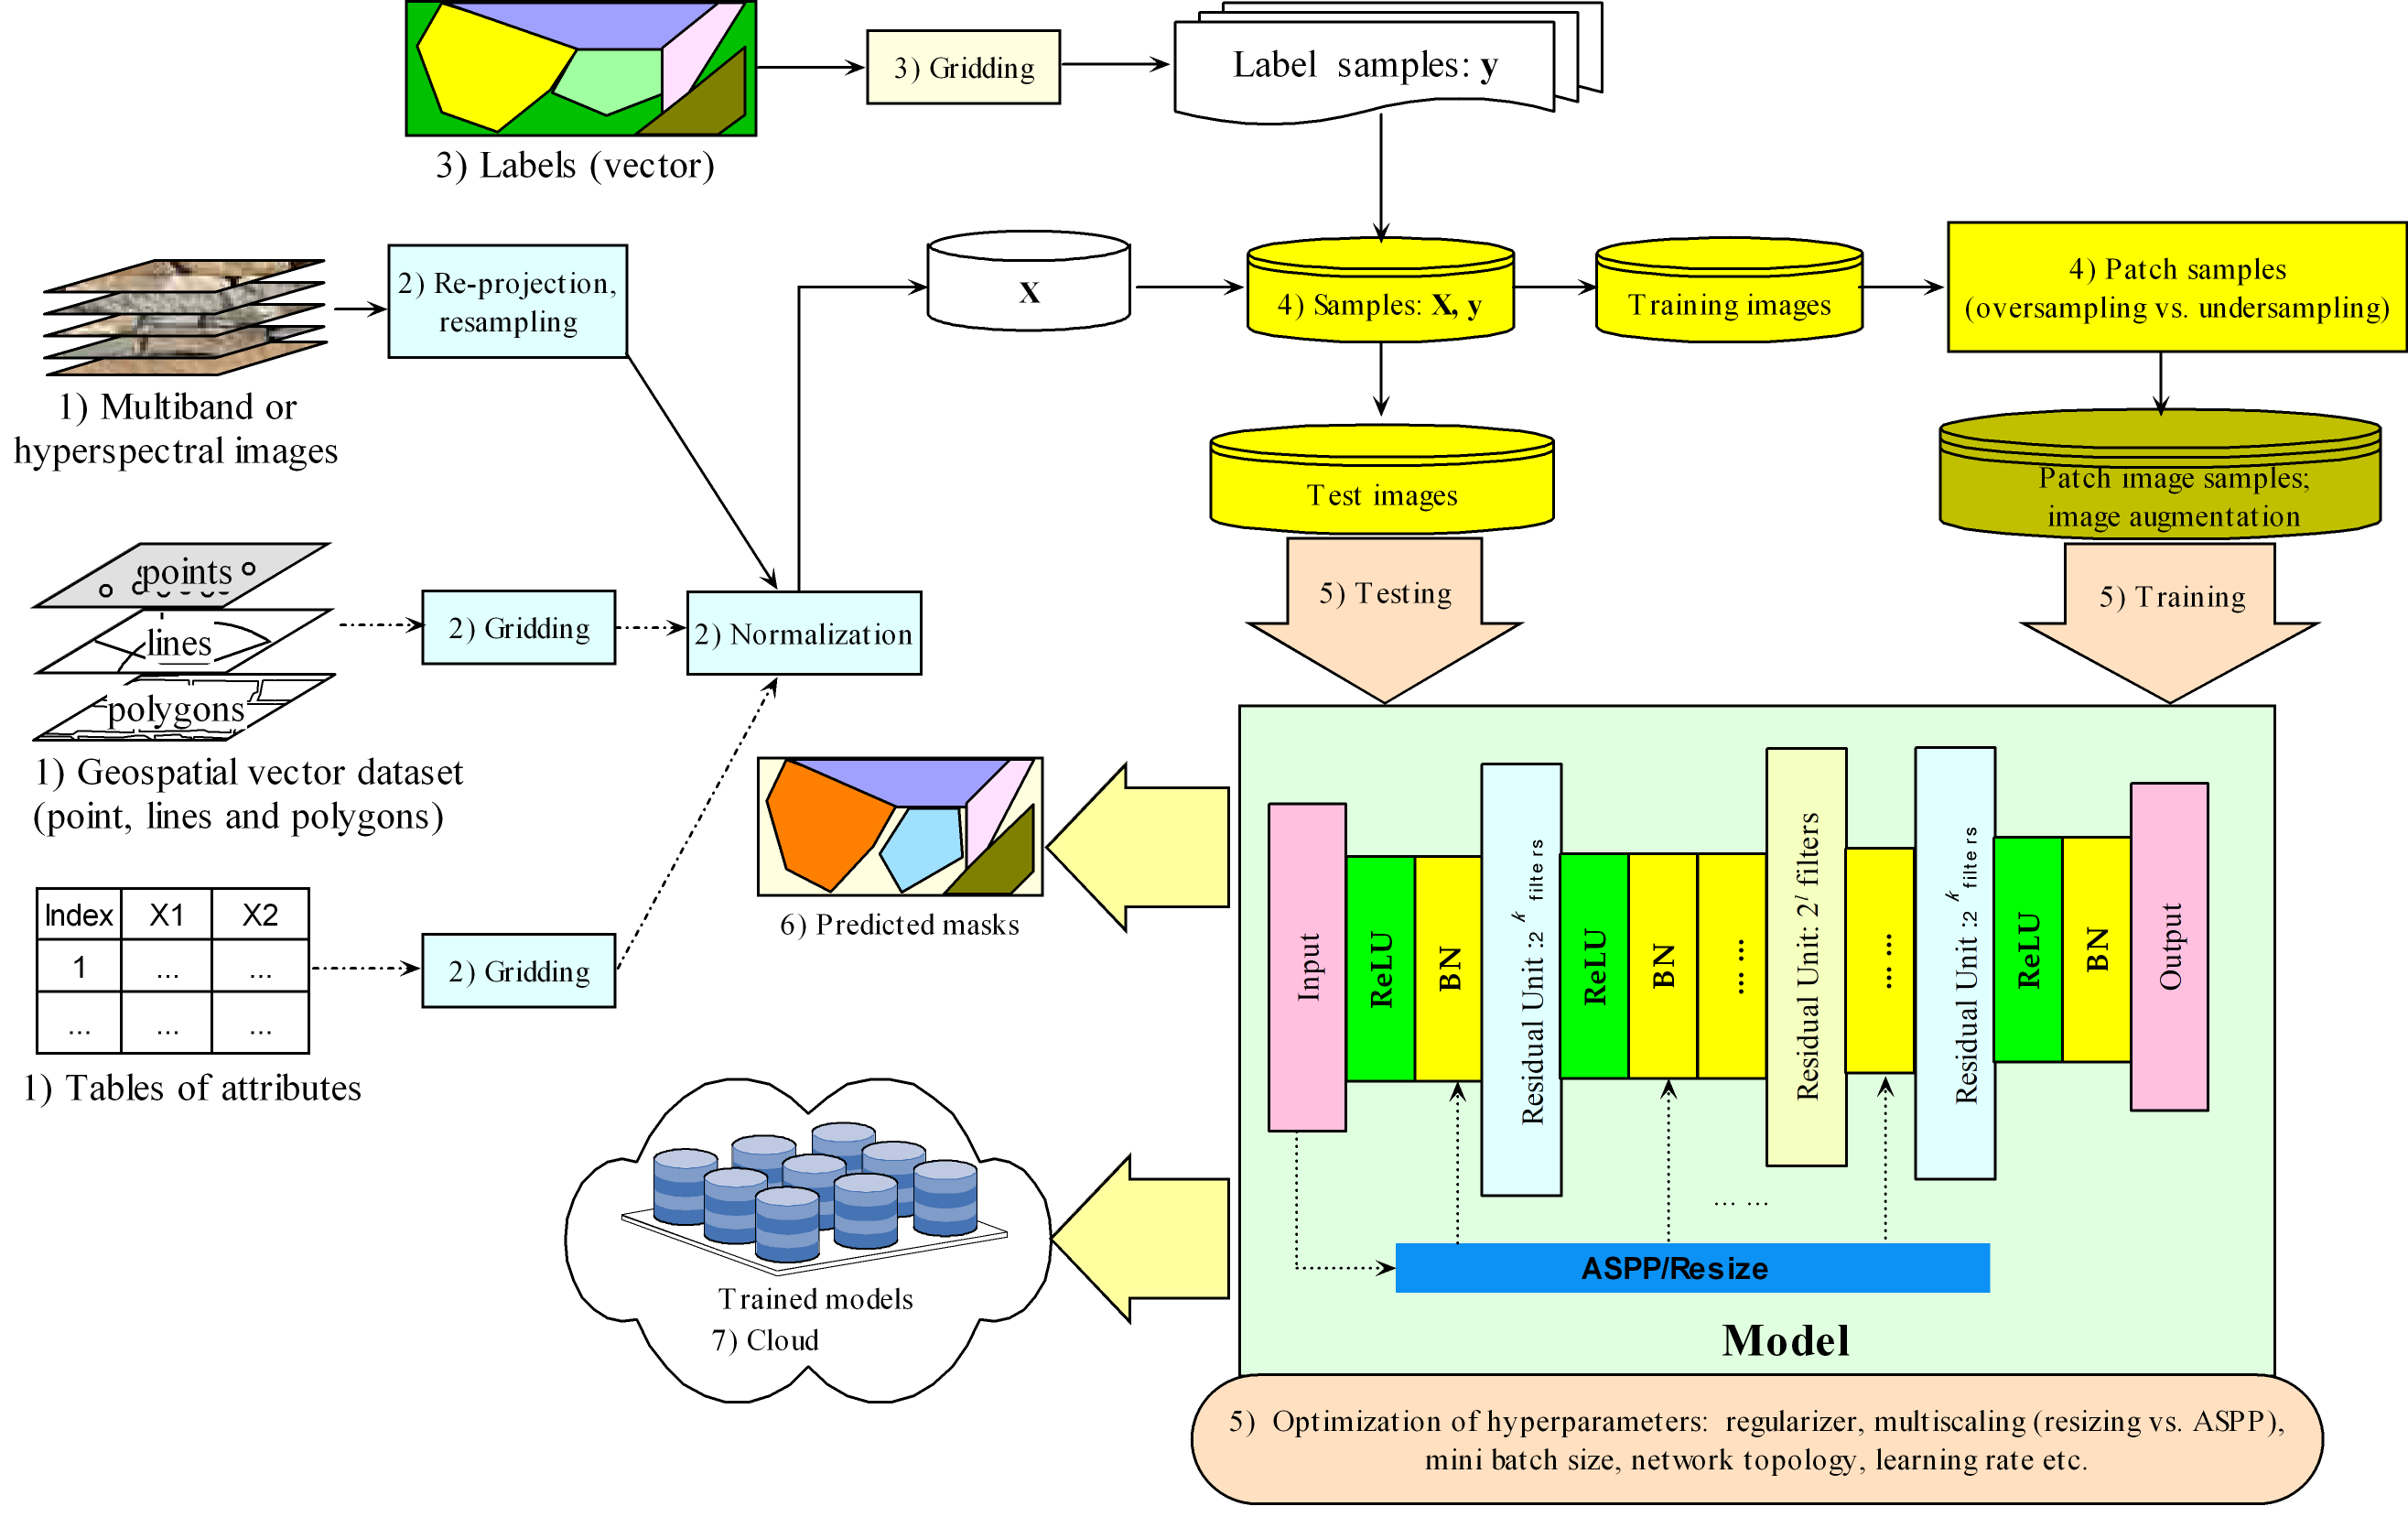 3) Gridding
Label samples: y
3) Labels (vector)
2) Re-projection,
resampling
X
4) Samples: X, y
Training images
4) Patch samples
(oversampling vs. undersampling)
1) Multiband or
hyperspectral images
Test images
Patch image samples;
image augmentation
points
lines
polygons
2) Gridding
2) Normalization
5) Testing
5) Training
1) Geospatial vector dataset
(point, lines and polygons)
6) Predicted masks
Index X1 X2
1 ... ...
... ... ...
2) Gridding
1) Tables of attributes
Input
ReLU
BN
Residual Unit :2 k filters
ReLU
BN
... ...
Residual Unit: 2l filters
... ...
Residual Unit :2 k filters
ReLU
BN
Output
... ...
ASPP/Resize
Model
Trained models
7) Cloud
5) Optimization of hyperparameters: regularizer, multiscaling (resizing vs. ASPP),
mini batch size, network topology, learning rate etc.